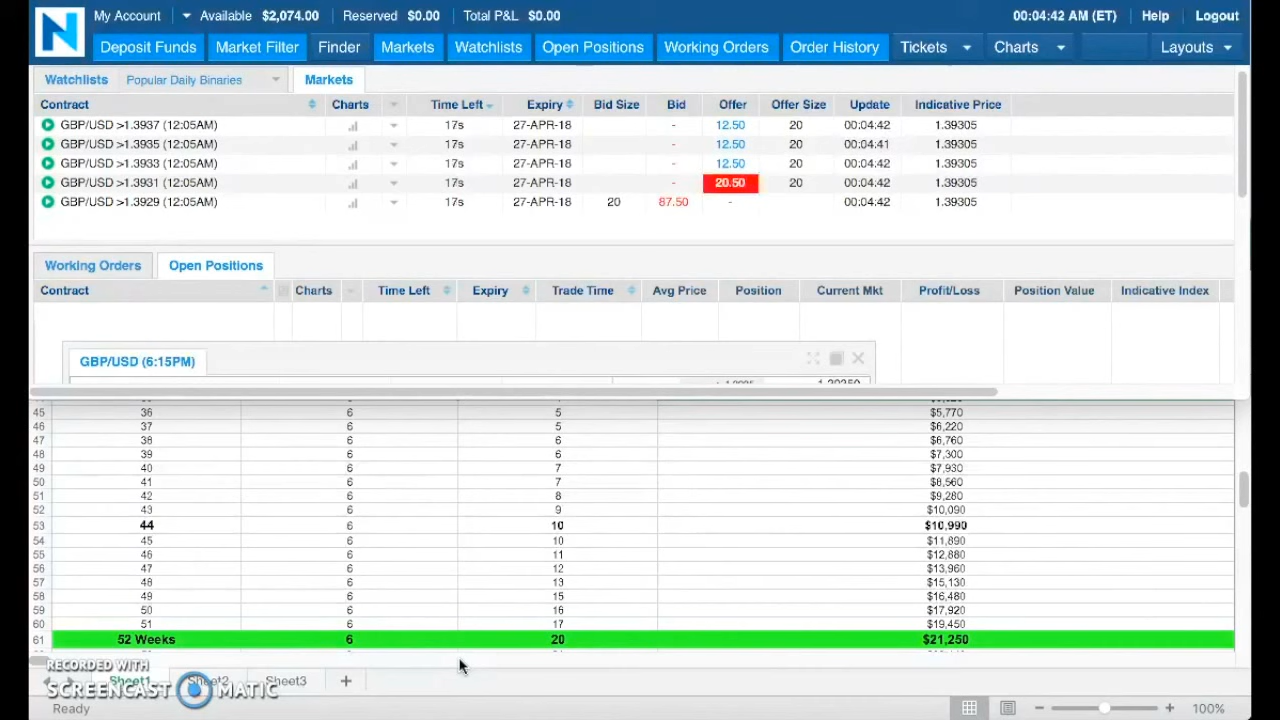 N My Account Available $2,074.00 Reserved $0.00 Total P&L $0.00 00:04:42 AM (ET) Help Logout
Deposit Funds Market Filter Finder Markets Watchlists Open Positions Working Orders Order History Tickets Charts Layouts
Watchlists Popular Daily Binaries Markets
Contract Charts Time Left Expiry Bid Size Bid Offer Offer Size Update Indicative Price
GBP/USD >1.3937 (12:05AM) 17s 27-APR-18 - 12.50 20 00:04:42 1.39305
GBP/USD >1.3935 (12:05AM) 17s 27-APR-18 - 12.50 20 00:04:41 1.39305
GBP/USD >1.3933 (12:05AM) 17s 27-APR-18 - 12.50 20 00:04:42 1.39305
GBP/USD >1.3931 (12:05AM) 17s 27-APR-18 - 20.50 20 00:04:42 1.39305
GBP/USD >1.3929 (12:05AM) 17s 27-APR-18 20 87.50 - 00:04:42 1.39305
Working Orders Open Positions
Contract Charts Time Left Expiry Trade Time Avg Price Position Current Mkt Profit/Loss Position Value Indicative Index
GBP/USD (6:15PM)
45 36 6 5 $5,770
46 37 6 5 $6,220
47 38 6 6 $6,760
48 39 6 6 $7,300
49 40 6 7 $7,930
50 41 6 7 $8,560
51 42 6 8 $9,280
52 43 6 9 $10,090
53 44 6 10 $10,990
54 45 6 10 $11,890
55 46 6 11 $12,880
56 47 6 12 $13,960
57 48 6 13 $15,130
58 49 6 15 $16,480
59 50 6 16 $17,920
60 51 6 17 $19,450
61 52 Weeks 6 20 $21,250
RECORDED WITH
SCREENCAST MATIC
Sheet1 Sheet2 Sheet3 +
Ready 100%